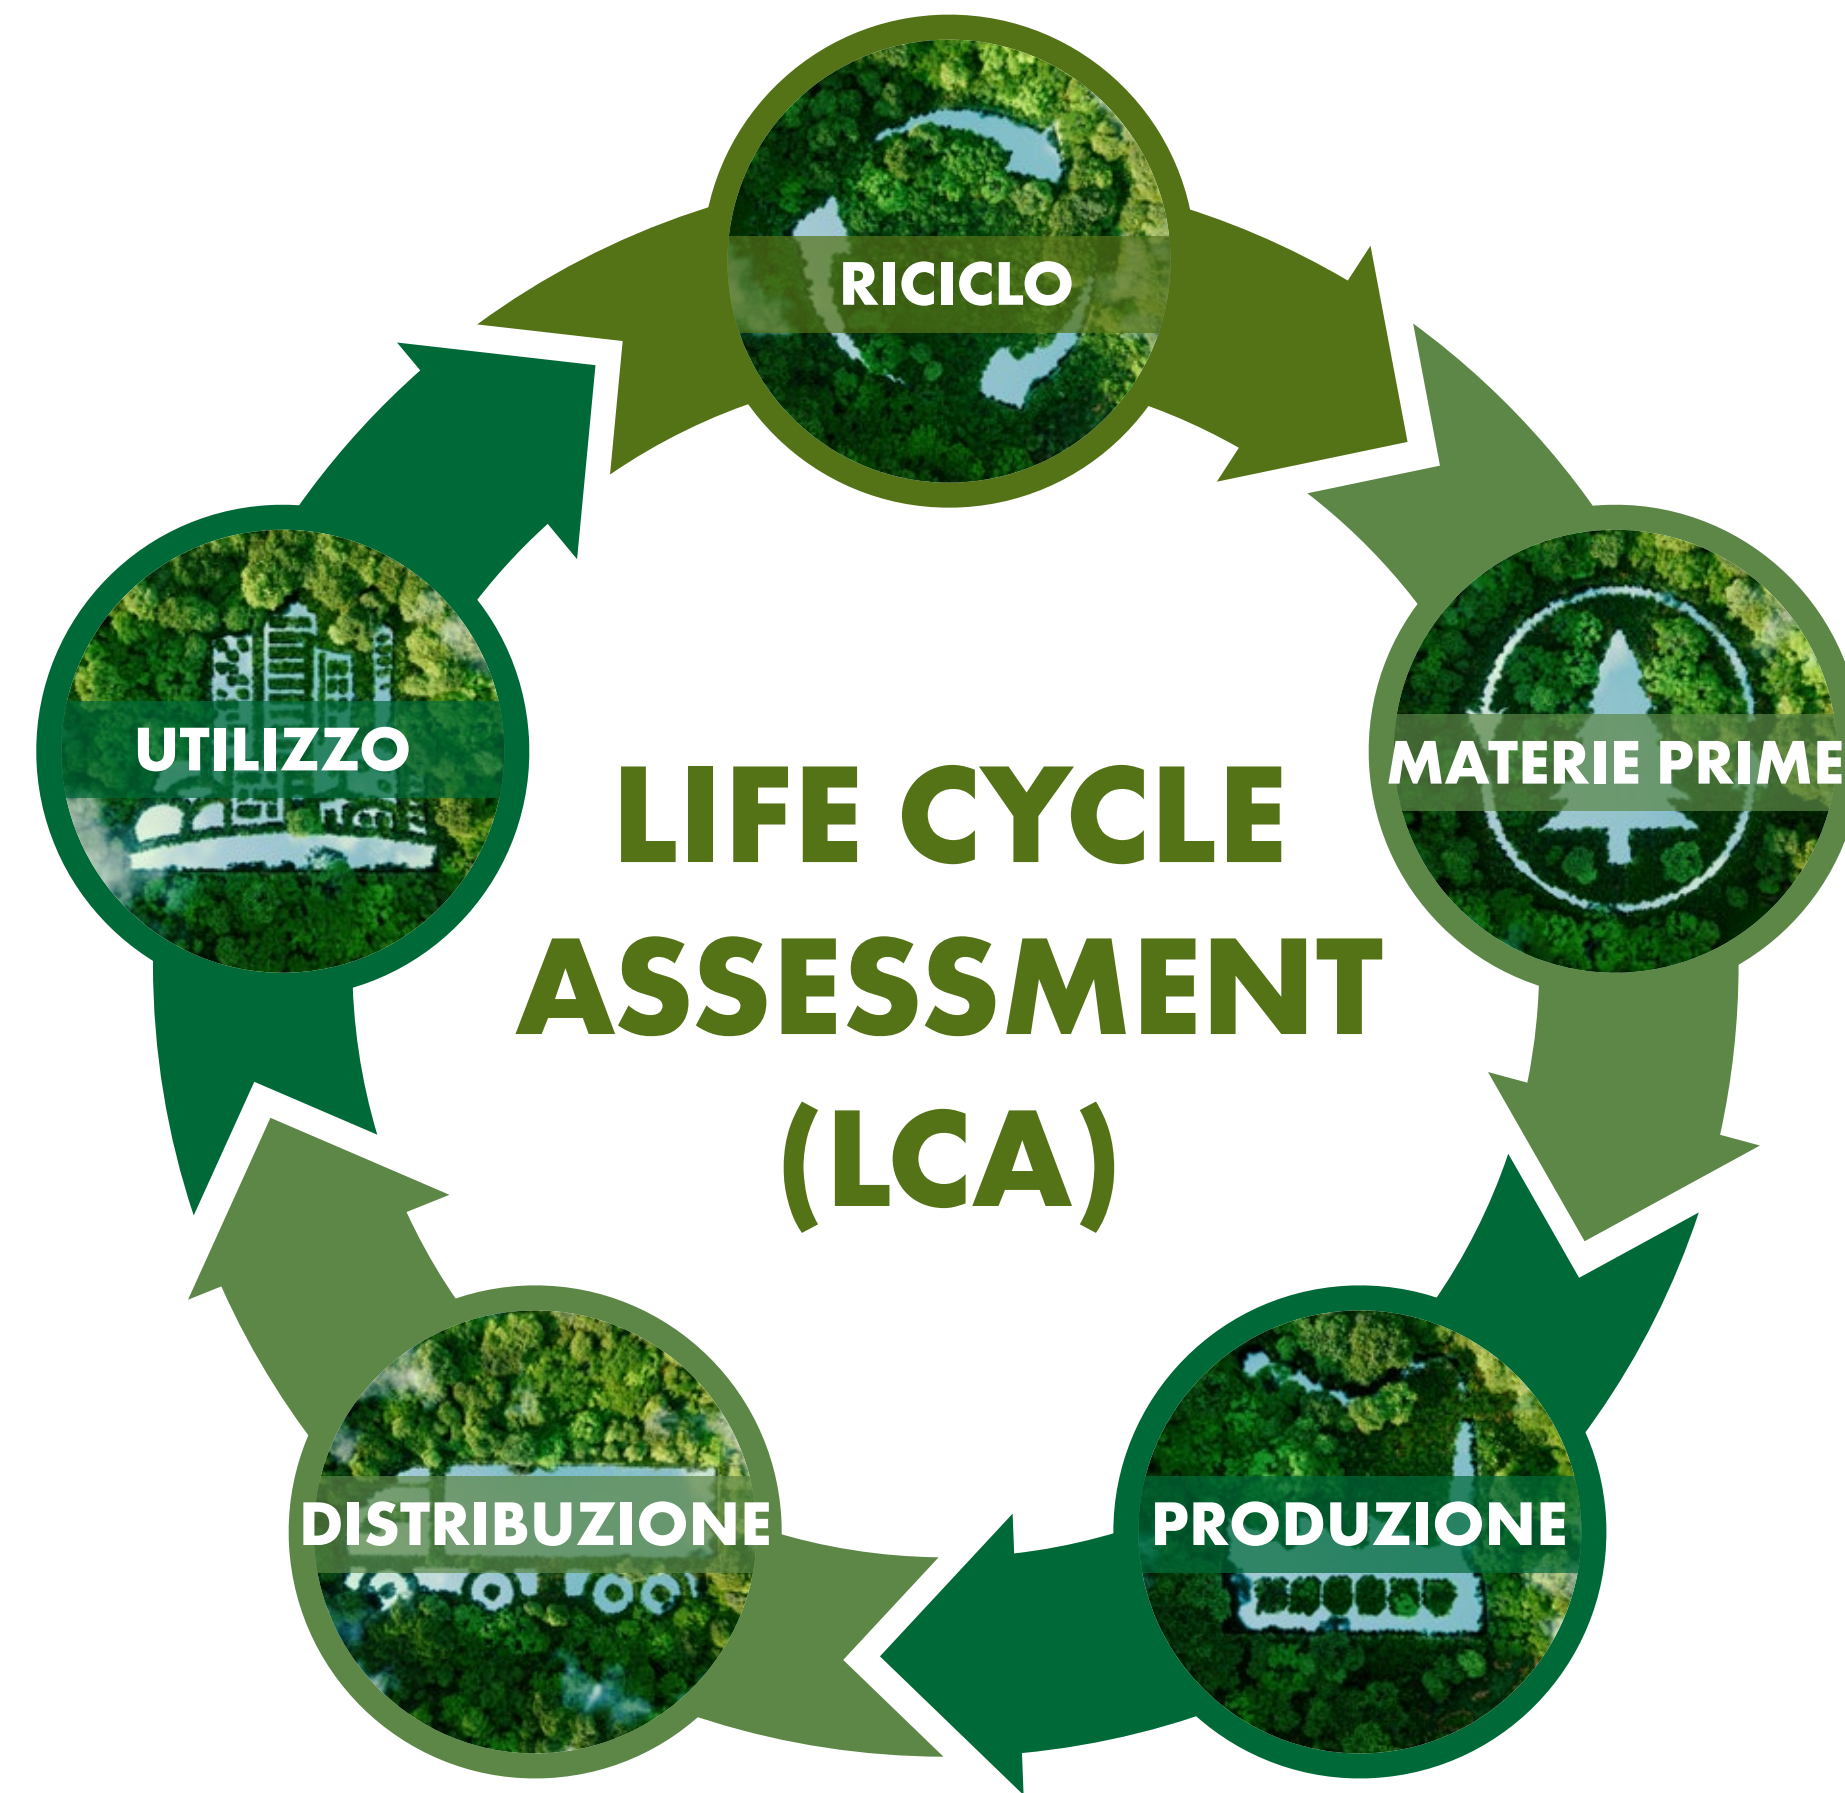 RICICLO
UTILIZZO
MATERIE PRIME
LIFE CYCLE
ASSESSMENT
(LCA)
DISTRIBUZIONE
PRODUZIONE